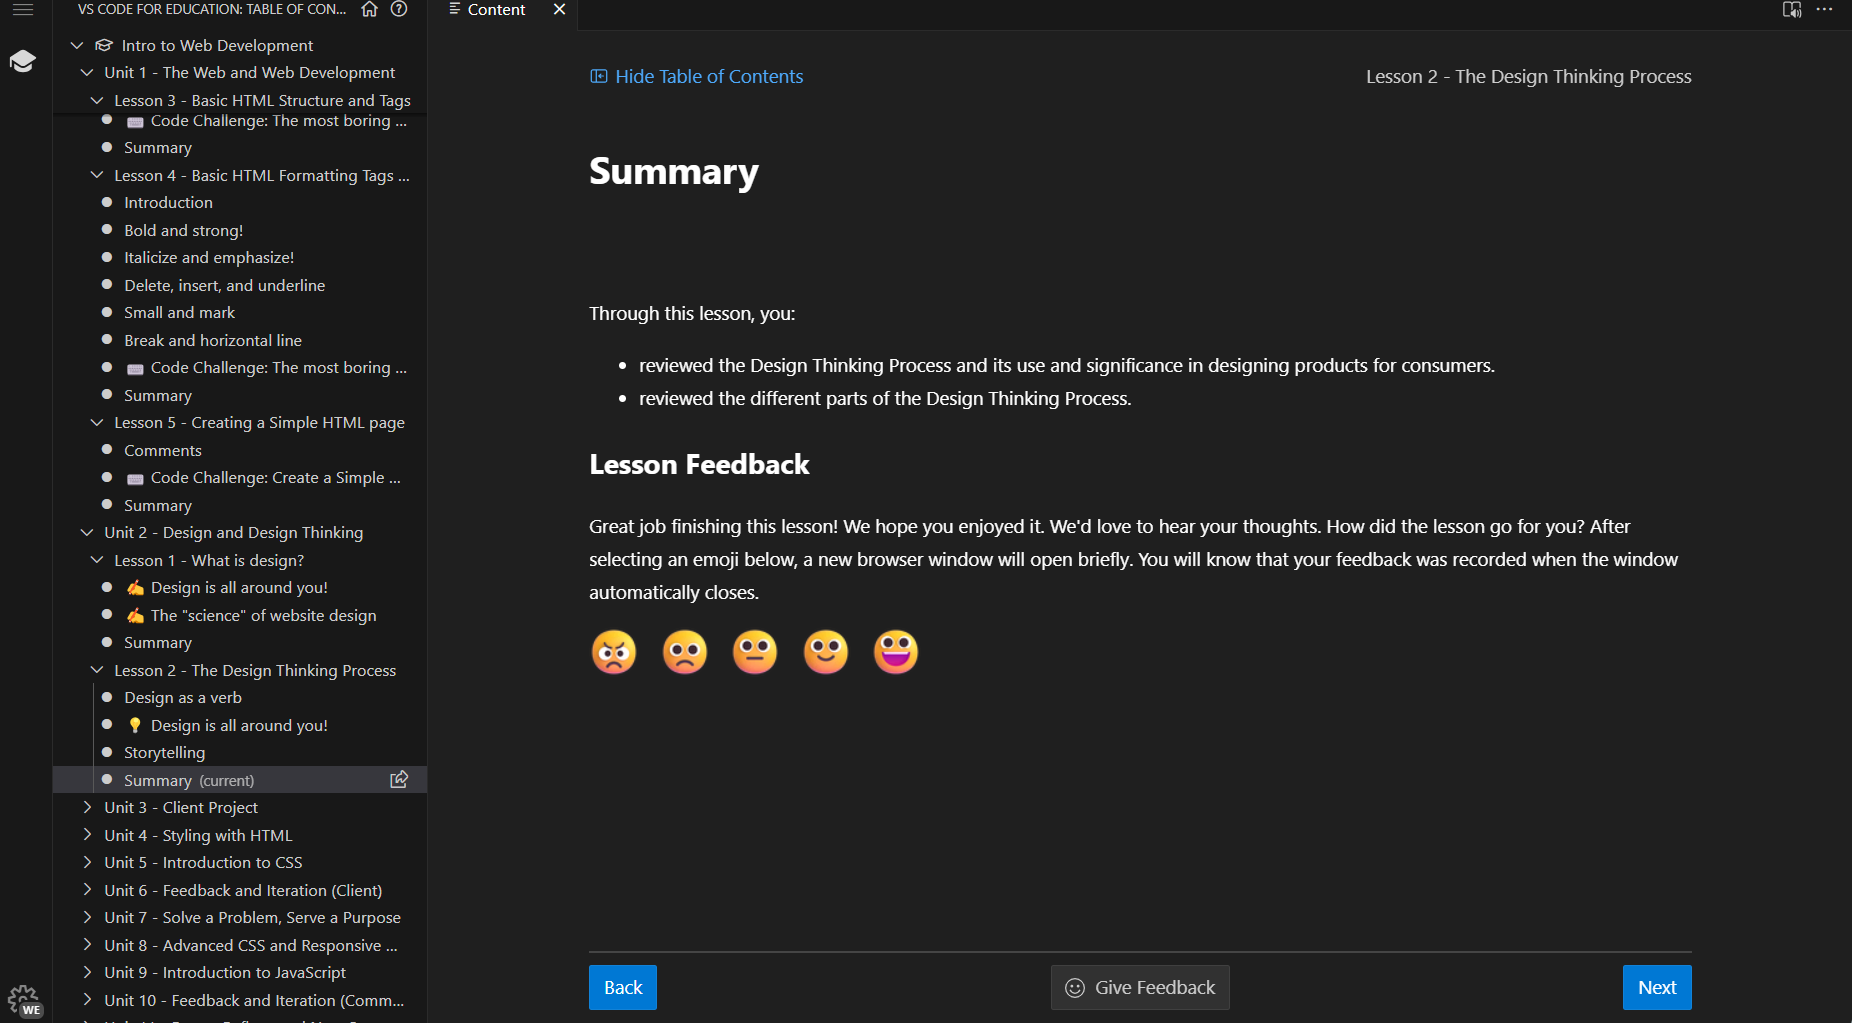 VS CODE FOR EDUCATION: TABLE OF CON...
Intro to Web Development
Unit 1 - The Web and Web Development
Lesson 3 - Basic HTML Structure and Tags
Code Challenge: The most boring ...
Summary
Lesson 4 - Basic HTML Formatting Tags ...
Introduction
Bold and strong!
Italicize and emphasize!
Delete, insert, and underline
Small and mark
Break and horizontal line
Code Challenge: The most boring ...
Summary
Lesson 5 - Creating a Simple HTML page
Comments
Code Challenge: Create a Simple ...
Summary
Unit 2 - Design and Design Thinking
Lesson 1 - What is design?
Design is all around you!
The "science" of website design
Summary
Lesson 2 - The Design Thinking Process
Design as a verb
Design is all around you!
Storytelling
Summary (current)
Unit 3 - Client Project
Unit 4 - Styling with HTML
Unit 5 - Introduction to CSS
Unit 6 - Feedback and Iteration (Client)
Unit 7 - Solve a Problem, Serve a Purpose
Unit 8 - Advanced CSS and Responsive ...
Unit 9 - Introduction to JavaScript
Unit 10 - Feedback and Iteration (Comm...
WE
Content
Hide Table of Contents
Lesson 2 - The Design Thinking Process
Summary
Through this lesson, you:
• reviewed the Design Thinking Process and its use and significance in designing products for consumers.
• reviewed the different parts of the Design Thinking Process.
Lesson Feedback
Great job finishing this lesson! We hope you enjoyed it. We'd love to hear your thoughts. How did the lesson go for you? After
selecting an emoji below, a new browser window will open briefly. You will know that your feedback was recorded when the window
automatically closes.
Back
Give Feedback
Next